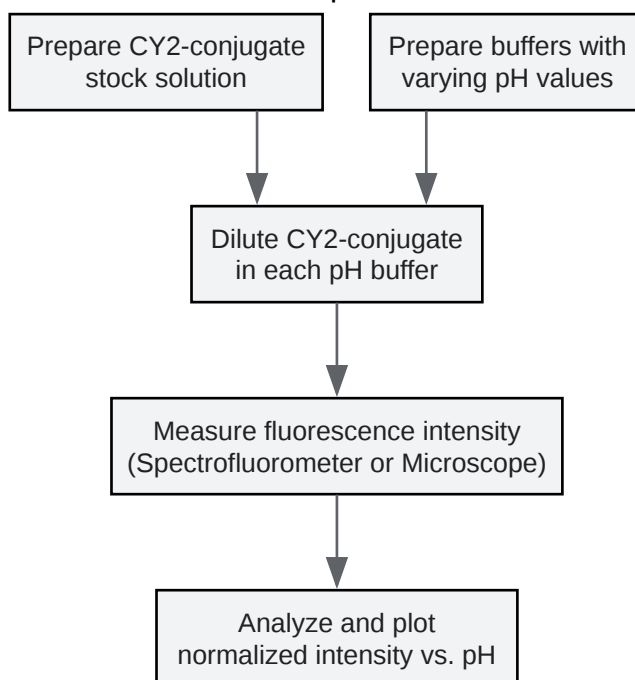 Prepare CY2-conjugate
stock solution
Prepare buffers with
varying pH values
Dilute CY2-conjugate
in each pH buffer
Measure fluorescence intensity
(Spectrofluorometer or Microscope)
Analyze and plot
normalized intensity vs. pH